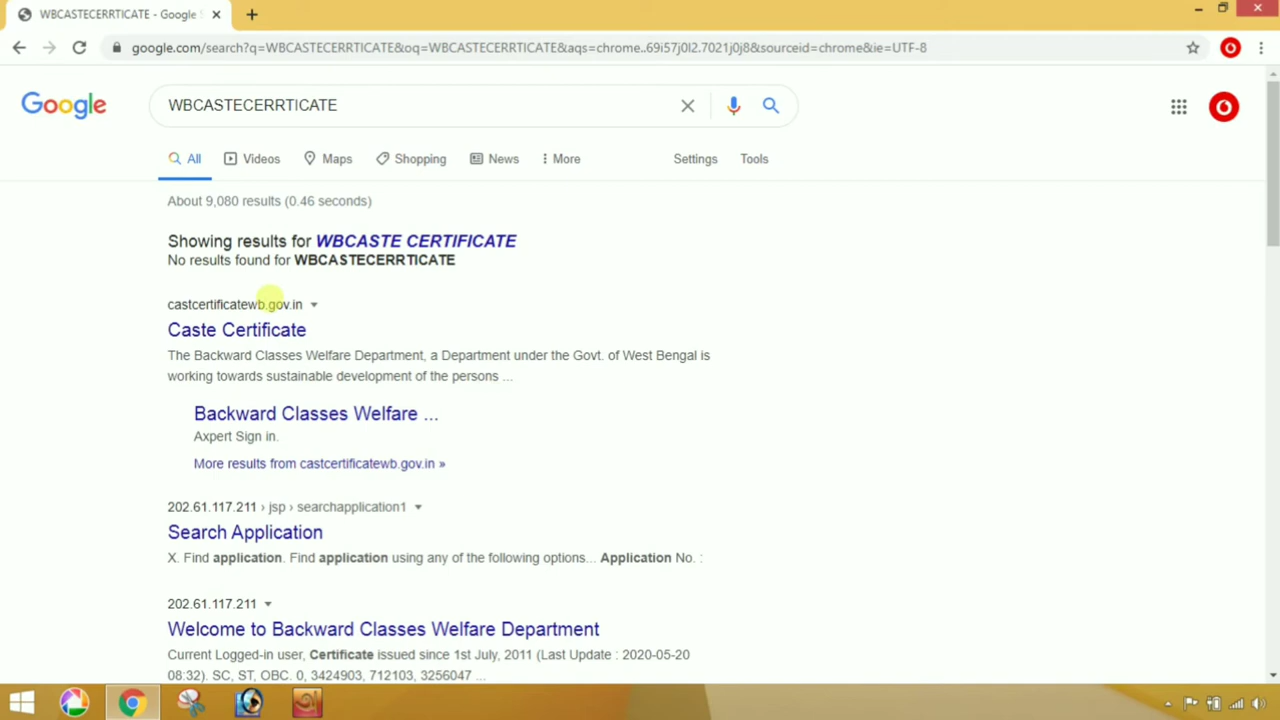 WBCASTECERRTICATE - Google S
google.com/search?q=WBCASTECERRTICATE&oq=WBCASTECERRTICATE&aqs=chrome..69i57j0l2.7021j0j8&sourceid=chrome&ie=UTF-8
Google
WBCASTECERRTICATE
All Videos Maps Shopping News More Settings Tools
About 9,080 results (0.46 seconds)
Showing results for WBCASTE CERTIFICATE
No results found for WBCASTECERRTICATE
castcertificatewb.gov.in
Caste Certificate
The Backward Classes Welfare Department, a Department under the Govt. of West Bengal is
working towards sustainable development of the persons ...
Backward Classes Welfare ...
Axpert Sign in.
More results from castcertificatewb.gov.in »
202.61.117.211 › jsp › searchapplication1
Search Application
X. Find application. Find application using any of the following options... Application No. :
202.61.117.211
Welcome to Backward Classes Welfare Department
Current Logged-in user, Certificate issued since 1st July, 2011 (Last Update : 2020-05-20
08:32). SC, ST, OBC. 0, 3424903, 712103, 3256047 ...